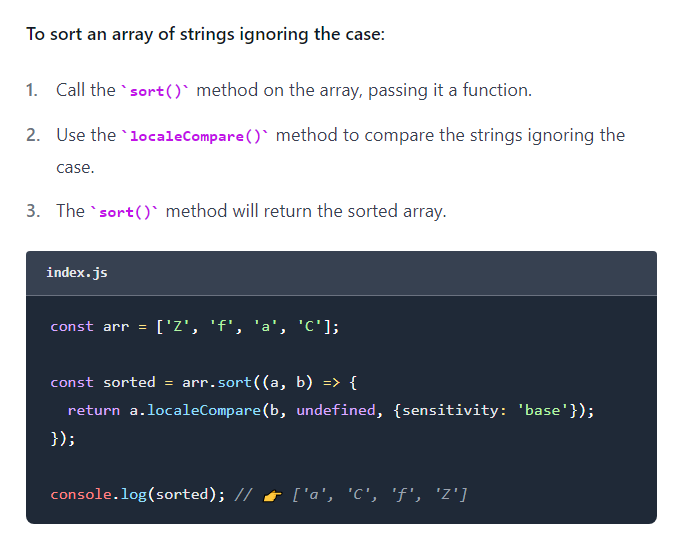 To sort an array of strings ignoring the case:
1. Call the `sort()` method on the array, passing it a function.
2. Use the `localeCompare()` method to compare the strings ignoring the
case.
3. The `sort()` method will return the sorted array.
index.js
const arr = ['Z', 'f', 'a', 'C'];
const sorted = arr.sort((a, b) => {
  return a.localeCompare(b, undefined, {sensitivity: 'base'});
});
console.log(sorted); // 👉️ ['a', 'C', 'f', 'Z']